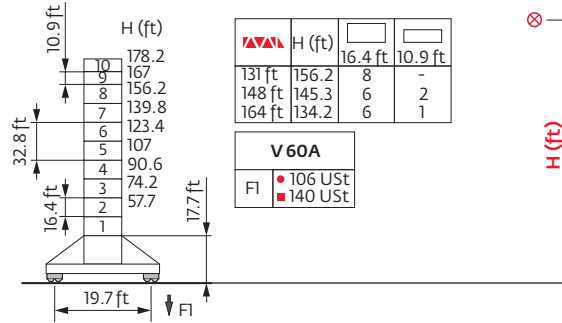 H (ft)
178.2
167
156.2
139.8
123.4
107
90.6
74.2
57.7
10
9
8
7
6
5
4
3
2
1
10.9 ft
32.8 ft
16.4 ft
17.7 ft
19.7 ft
F1
H (ft) 16.4 ft 10.9 ft
131 ft 156.2 8 -
148 ft 145.3 6 2
164 ft 134.2 6 1
V 60A
F1 106 USt
140 USt
H (ft)